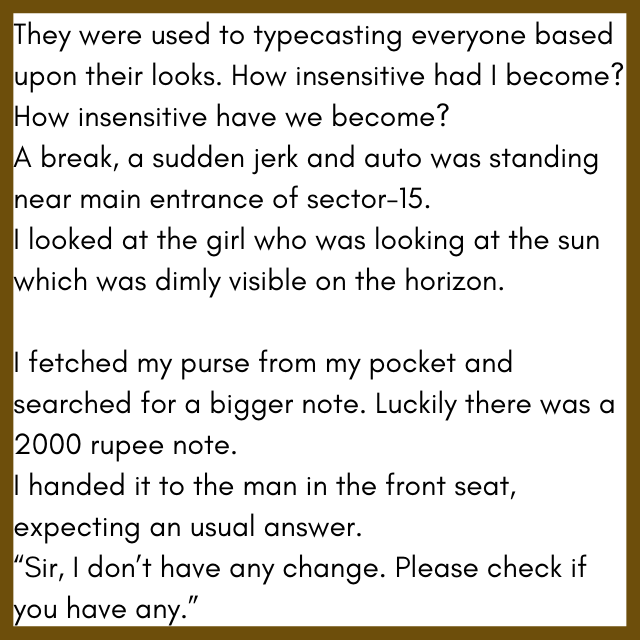 They were used to typecasting everyone based
upon their looks. How insensitive had I become?
How insensitive have we become?
A break, a sudden jerk and auto was standing
near main entrance of sector-15.
I looked at the girl who was looking at the sun
which was dimly visible on the horizon.
I fetched my purse from my pocket and
searched for a bigger note. Luckily there was a
2000 rupee note.
I handed it to the man in the front seat,
expecting an usual answer.
“Sir, I don’t have any change. Please check if
you have any.”